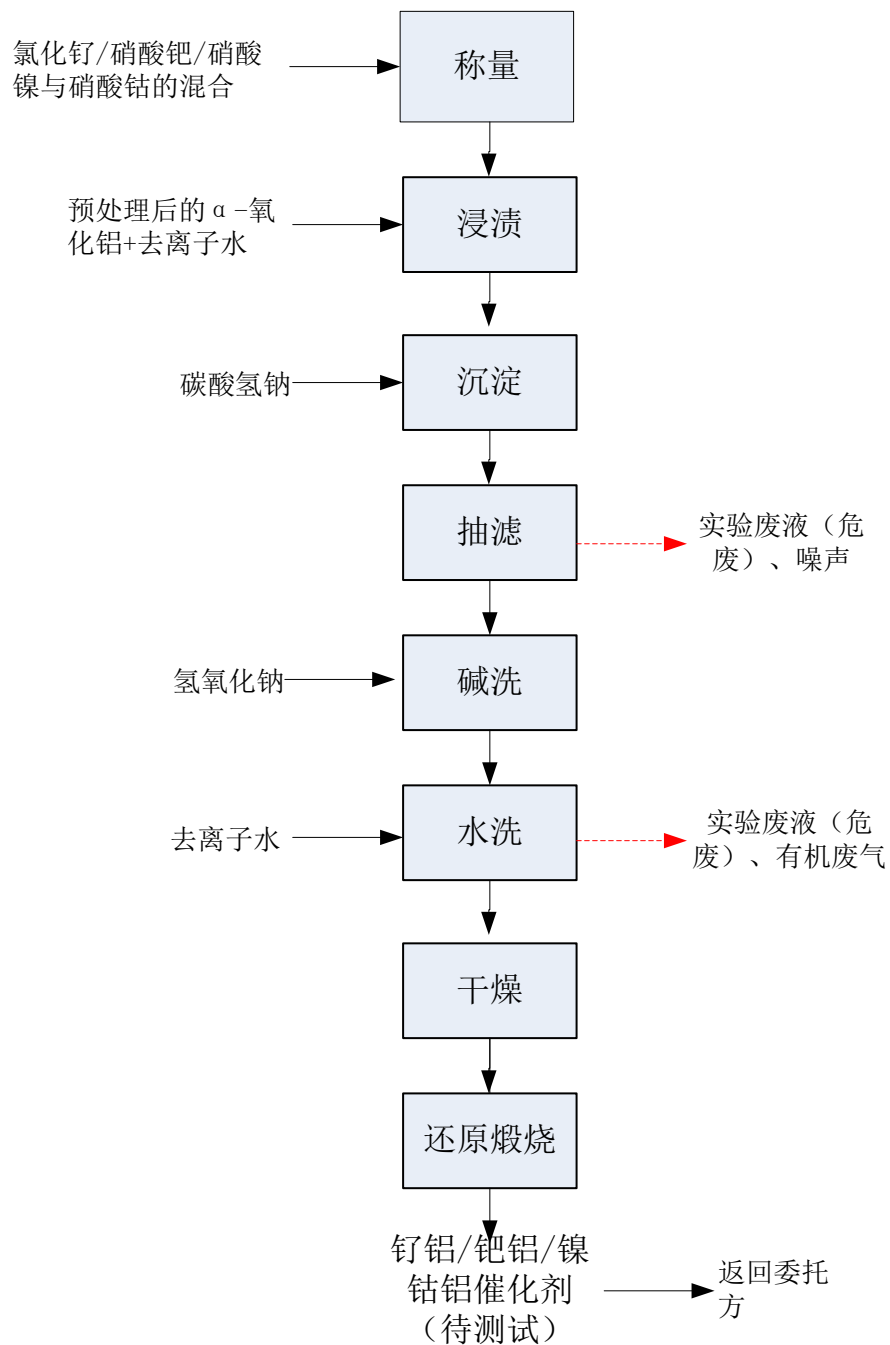 氯化钌/硝酸钯/硝酸
镍与硝酸钴的混合
称量
预处理后的α-氧
化铝+去离子水
浸渍
碳酸氢钠
沉淀
抽滤
实验废液（危
废）、噪声
氢氧化钠
碱洗
去离子水
水洗
实验废液（危
废）、有机废气
干燥
还原煅烧
钌铝/钯铝/镍
钴铝催化剂
（待测试）
返回委托
方